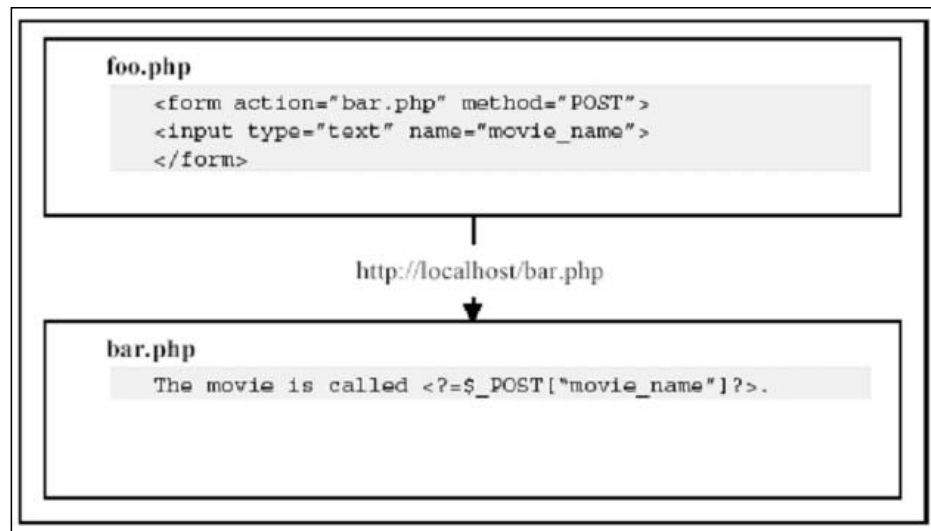 foo.php
<form action="bar.php" method="POST">
<input type="text" name="movie_name">
</form>
http://localhost/bar.php
bar.php
The movie is called <?=$_POST["movie_name"]?>.